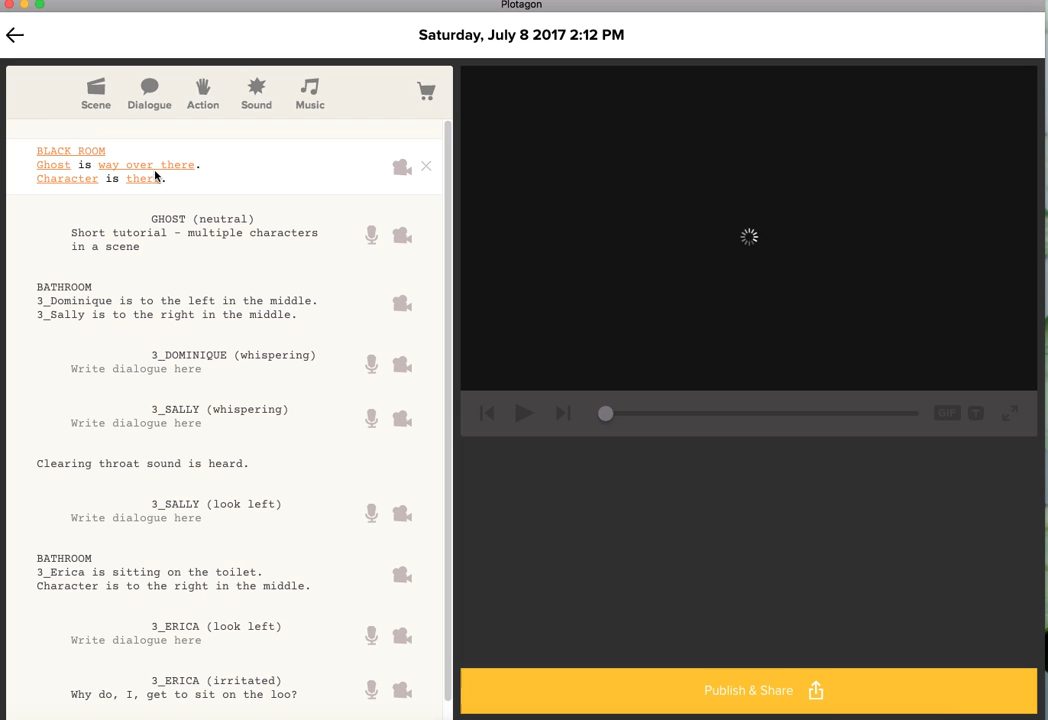 Plotagon
Saturday, July 8 2017 2:12 PM
Scene Dialogue Action Sound Music
BLACK ROOM
Ghost is way over there.
Character is there.
GHOST (neutral)
Short tutorial - multiple characters
in a scene
BATHROOM
3_Dominique is to the left in the middle.
3_Sally is to the right in the middle.
3_DOMINIQUE (whispering)
Write dialogue here
3_SALLY (whispering)
Write dialogue here
Clearing throat sound is heard.
3_SALLY (look left)
Write dialogue here
BATHROOM
3_Erica is sitting on the toilet.
Character is to the right in the middle.
3_ERICA (look left)
Write dialogue here
3_ERICA (irritated)
Why do, I, get to sit on the loo?
GIF T
Publish & Share